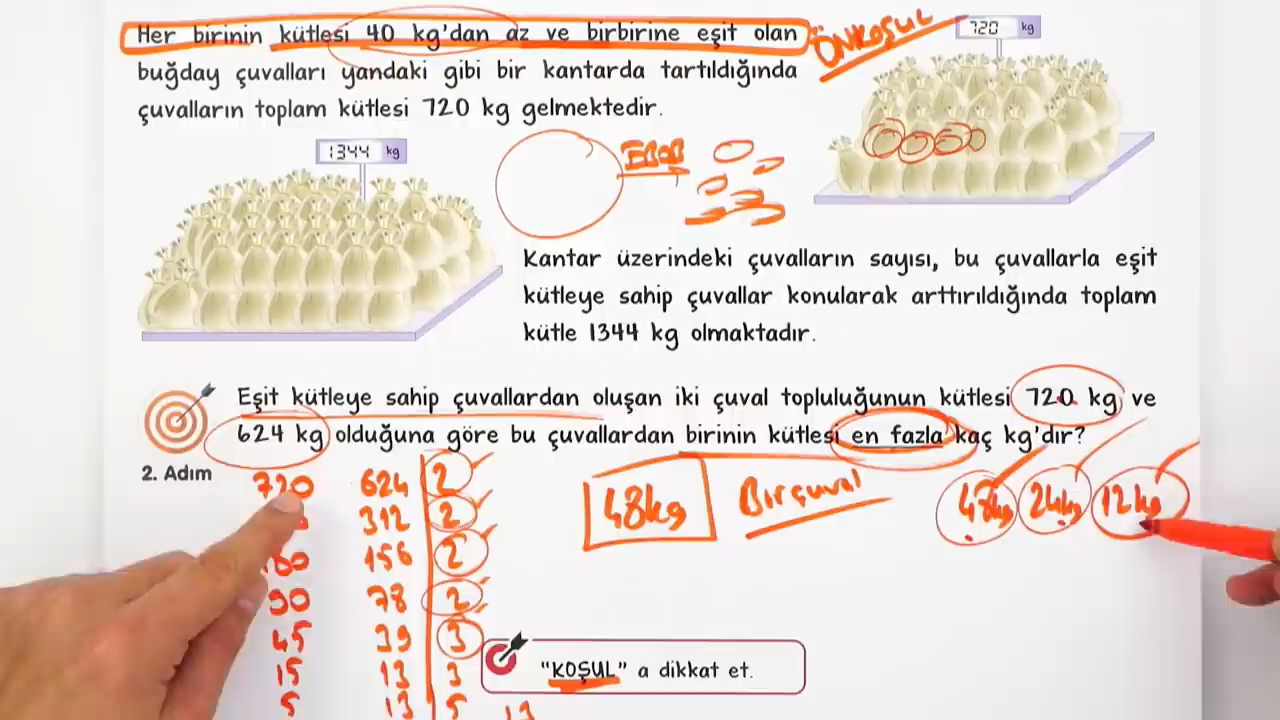 Her birinin kütlesi 40 kg'dan az ve birbirine eşit olan
ÖNKOŞUL
720 kg
buğday çuvalları yandaki gibi bir kantarda tartıldığında
çuvalların toplam kütlesi 720 kg gelmektedir.
1344 kg
EBOB
Kantar üzerindeki çuvalların sayısı, bu çuvallarla eşit
kütleye sahip çuvallar konularak arttırıldığında toplam
kütle 1344 kg olmaktadır.
Eşit kütleye sahip çuvallardan oluşan iki çuval topluluğunun kütlesi 720 kg ve
624 kg olduğuna göre bu çuvallardan birinin kütlesi en fazla kaç kg'dır?
2. Adım
720 624 2
312 2
156 2
90 78 2
45 39 3
15 13 3
5 13 5
13
48kg Bir çuval
48kg 24kg 12kg
"KOŞUL" a dikkat et.